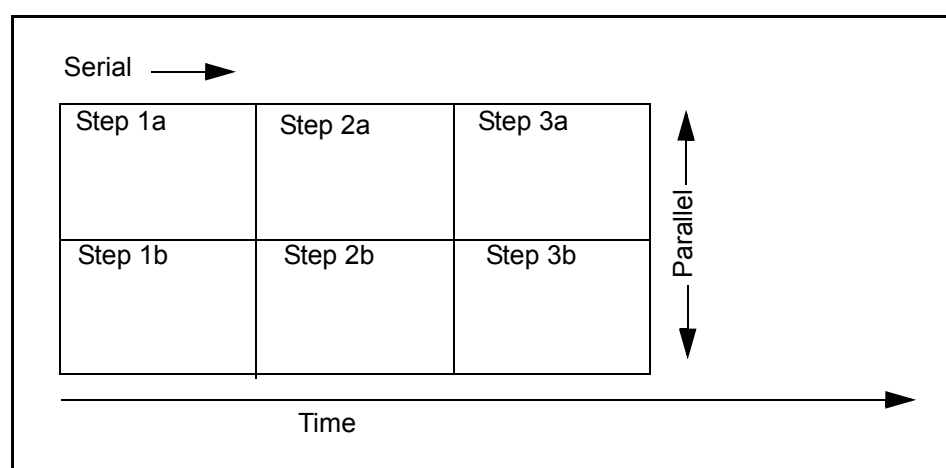 Serial
Step 1a
Step 2a
Step 3a
Step 1b
Step 2b
Step 3b
Parallel
Time